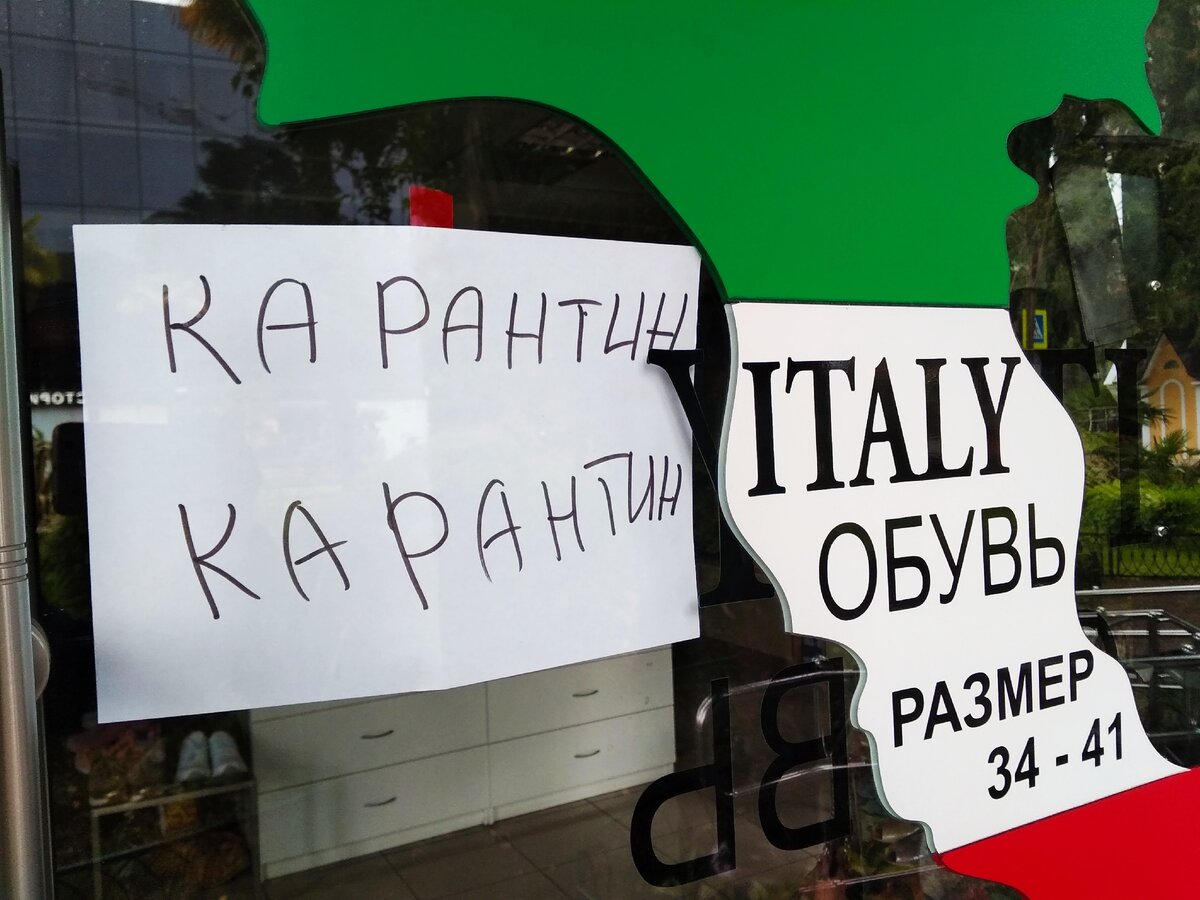 КАРАНТИН
КАРАНТИН
ITALY
ОБУВЬ
РАЗМЕР
34 - 41